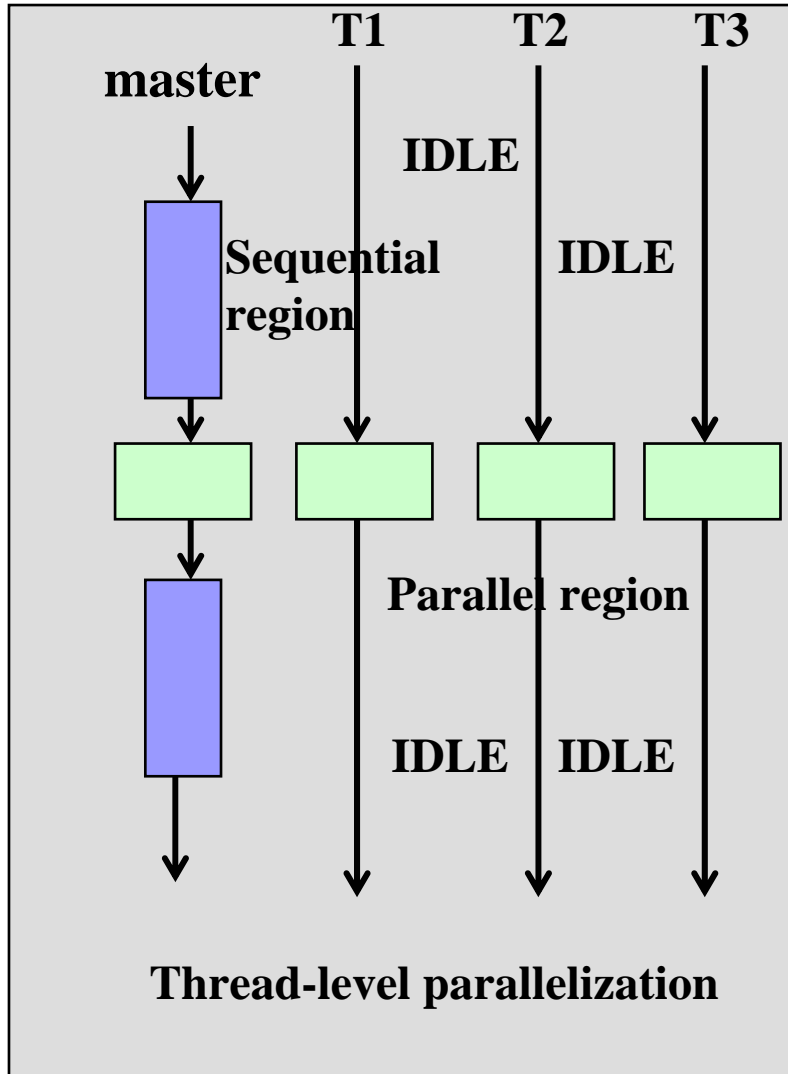 T1 T2 T3
master
IDLE
Sequential IDLE
region
Parallel region
IDLE IDLE
Thread-level parallelization